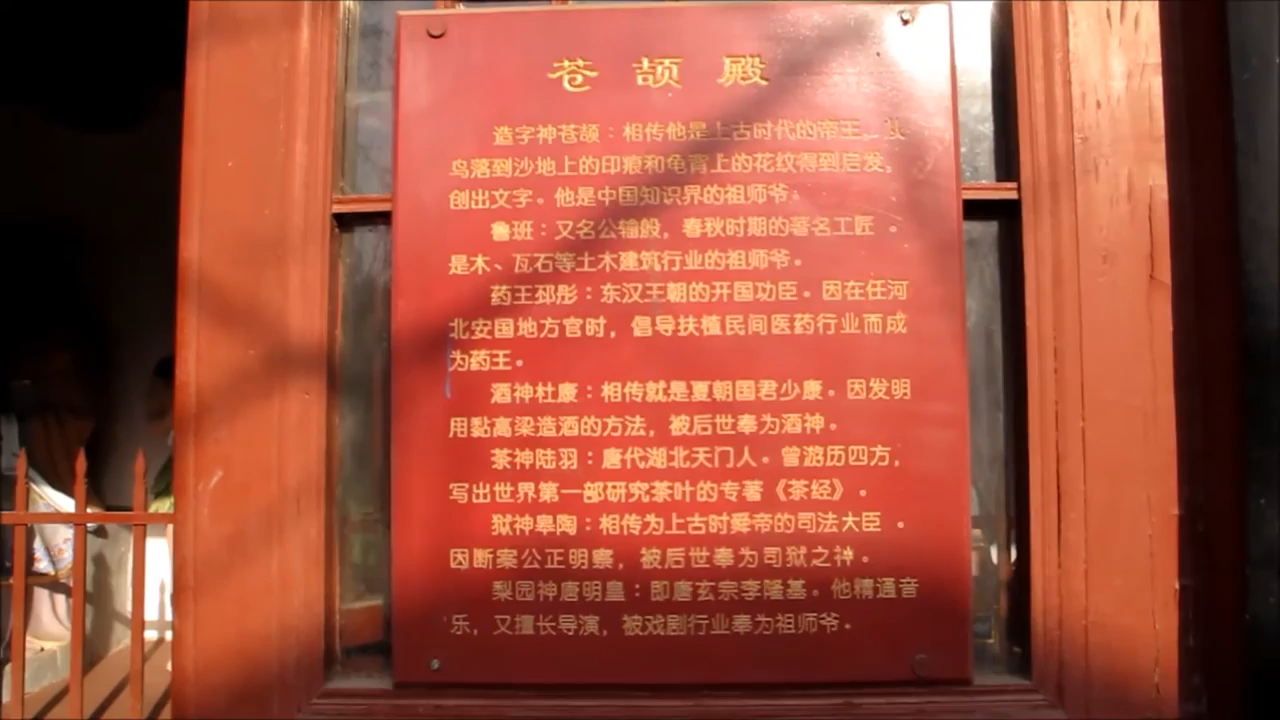 苍颉殿
造字神苍颉：相传他是上古时代的帝王。
鸟落到沙地上的印痕和龟背上的花纹得到启发，
创出文字。他是中国知识界的祖师爷。
鲁班：又名公输般，春秋时期的著名工匠。
是木、瓦石等土木建筑行业的祖师爷。
药王邳彤：东汉王朝的开国功臣。因在任河
北安国地方官时，倡导扶植民间医药行业而成
为药王。
酒神杜康：相传就是夏朝国君少康。因发明
用黏高梁造酒的方法，被后世奉为酒神。
茶神陆羽：唐代湖北天门人。曾游历四方，
写出世界第一部研究茶叶的专著《茶经》。
狱神皋陶：相传为上古时舜帝的司法大臣。
因断案公正明察，被后世奉为司狱之神。
梨园神唐明皇：即唐玄宗李隆基。他精通音
乐，又擅长导演，被戏剧行业奉为祖师爷。